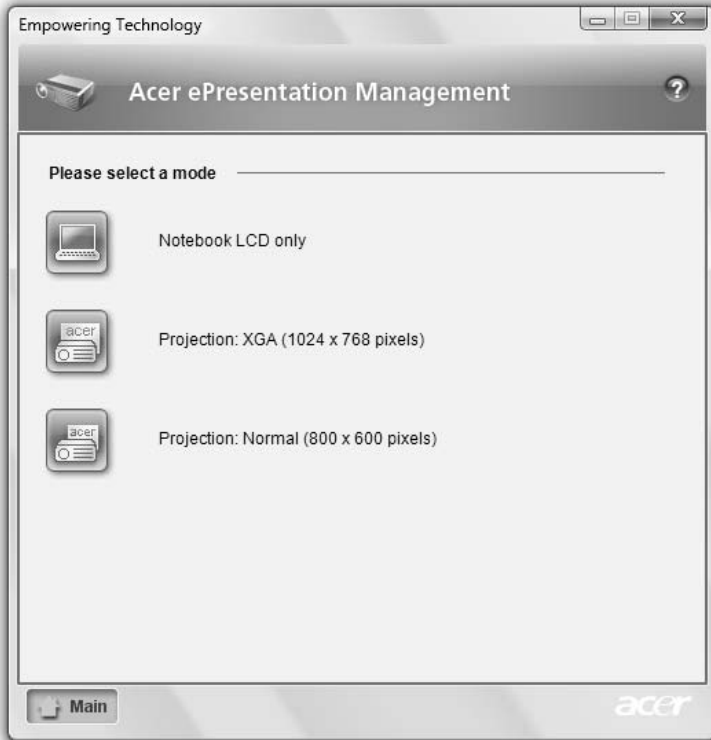 Empowering Technology
Acer ePresentation Management
?
Please select a mode
Notebook LCD only
acer
Projection: XGA (1024 x 768 pixels)
acer
Projection: Normal (800 x 600 pixels)
Main
acer